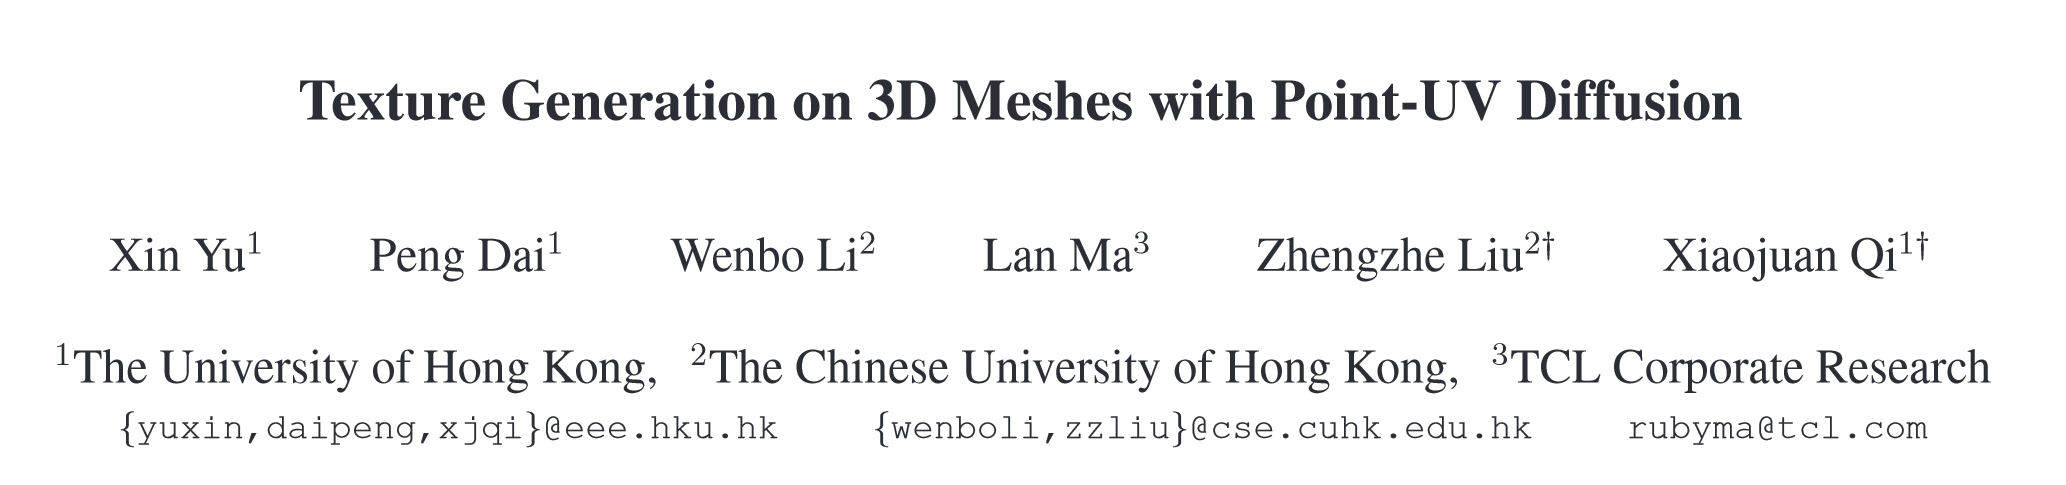 Texture Generation on 3D Meshes with Point-UV Diffusion
Xin Yu¹ Peng Dai¹ Wenbo Li² Lan Ma³ Zhengzhe Liu²† Xiaojuan Qi¹†
¹The University of Hong Kong, ²The Chinese University of Hong Kong, ³TCL Corporate Research
{yuxin,daipeng,xjqi}@eee.hku.hk {wenboli,zzliu}@cse.cuhk.edu.hk rubyma@tcl.com